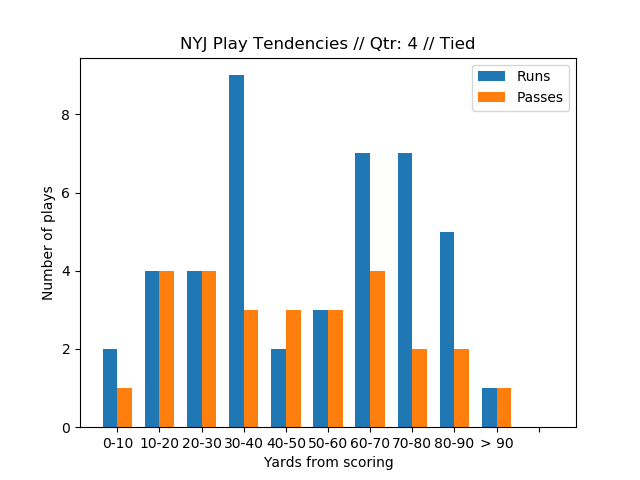 NYJ Play Tendencies // Qtr: 4 // Tied
Runs
Passes
Number of plays
8
6
4
2
0
0-10 10-20 20-30 30-40 40-50 50-60 60-70 70-80 80-90 > 90
Yards from scoring